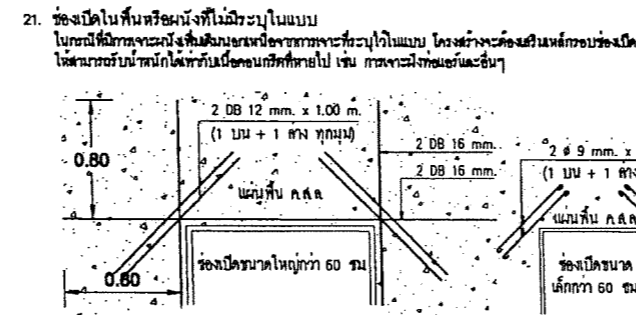 21. ช่องเปิดในพื้นหรือผนังที่ไม่มีระบุในแบบ
ในกรณีที่มีการเจาะผนังเพิ่มเติมนอกเหนือจากการเจาะที่ระบุไว้ในแบบ โครงสร้างจะต้องเสริมเหล็กรอบช่องเปิด
ให้สามารถรับน้ำหนักได้เท่ากับเนื้อคอนกรีตที่หายไป เช่น การเจาะฝังท่อแอร์และอื่นๆ
2 DB 12 mm. x 1.00 m.
(1 บน + 1 ล่าง ทุกมุม)
2 DB 16 mm.
2 DB 16 mm.
2 ø 9 mm. x
(1 บน + 1 ล่าง
0.60
แผ่นพื้น ค.ส.ล
แผ่นพื้น ค.ส.ล
ช่องเปิดขนาดใหญ่กว่า 60 ซม
0.60
ช่องเปิดขนาด
เล็กกว่า 60 ซม